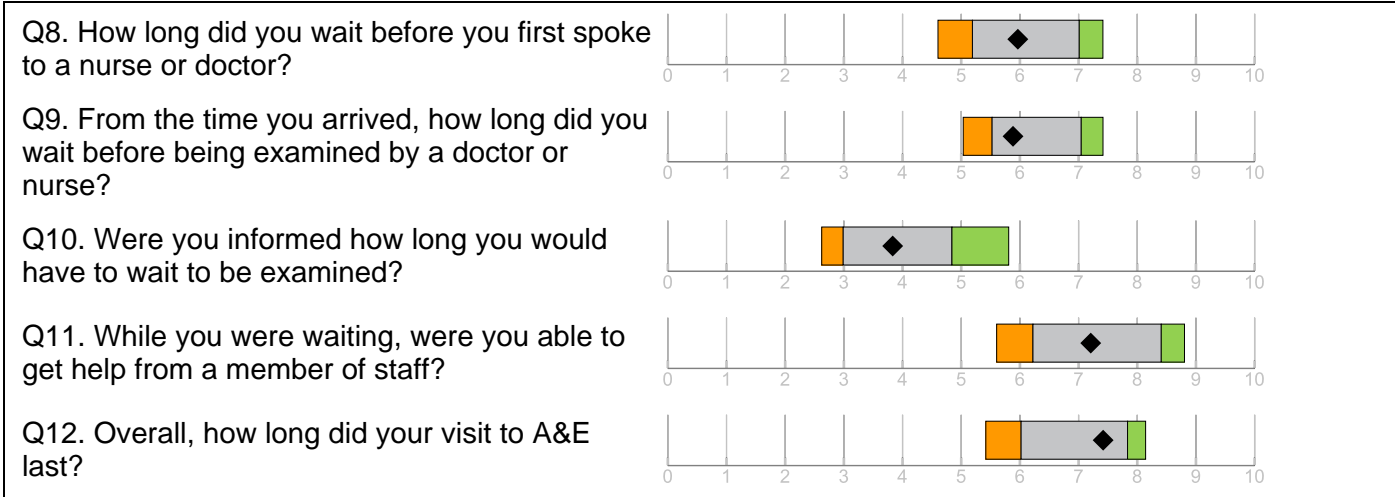 Q8. How long did you wait before you first spoke
to a nurse or doctor?
0 1 2 3 4 5 6 7 8 9 10
Q9. From the time you arrived, how long did you
wait before being examined by a doctor or
nurse?
0 1 2 3 4 5 6 7 8 9 10
Q10. Were you informed how long you would
have to wait to be examined?
0 1 2 3 4 5 6 7 8 9 10
Q11. While you were waiting, were you able to
get help from a member of staff?
0 1 2 3 4 5 6 7 8 9 10
Q12. Overall, how long did your visit to A&E
last?
0 1 2 3 4 5 6 7 8 9 10